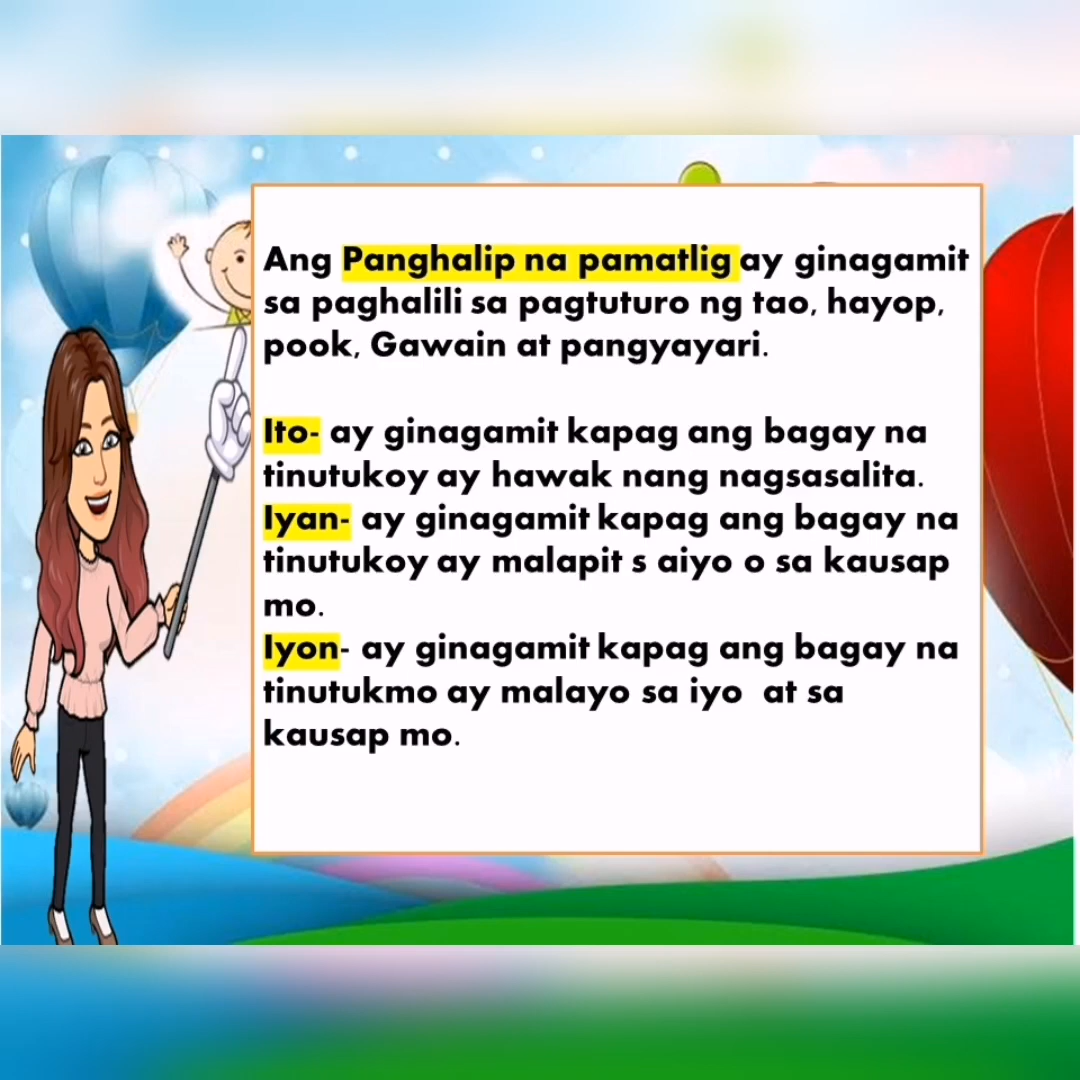 Ang Panghalip na pamatlig ay ginagamit
sa paghalili sa pagtuturo ng tao, hayop,
pook, Gawain at pangyayari.
Ito- ay ginagamit kapag ang bagay na
tinutukoy ay hawak nang nagsasalita.
Iyan- ay ginagamit kapag ang bagay na
tinutukoy ay malapit s aiyo o sa kausap
mo.
Iyon- ay ginagamit kapag ang bagay na
tinutukmo ay malayo sa iyo at sa
kausap mo.